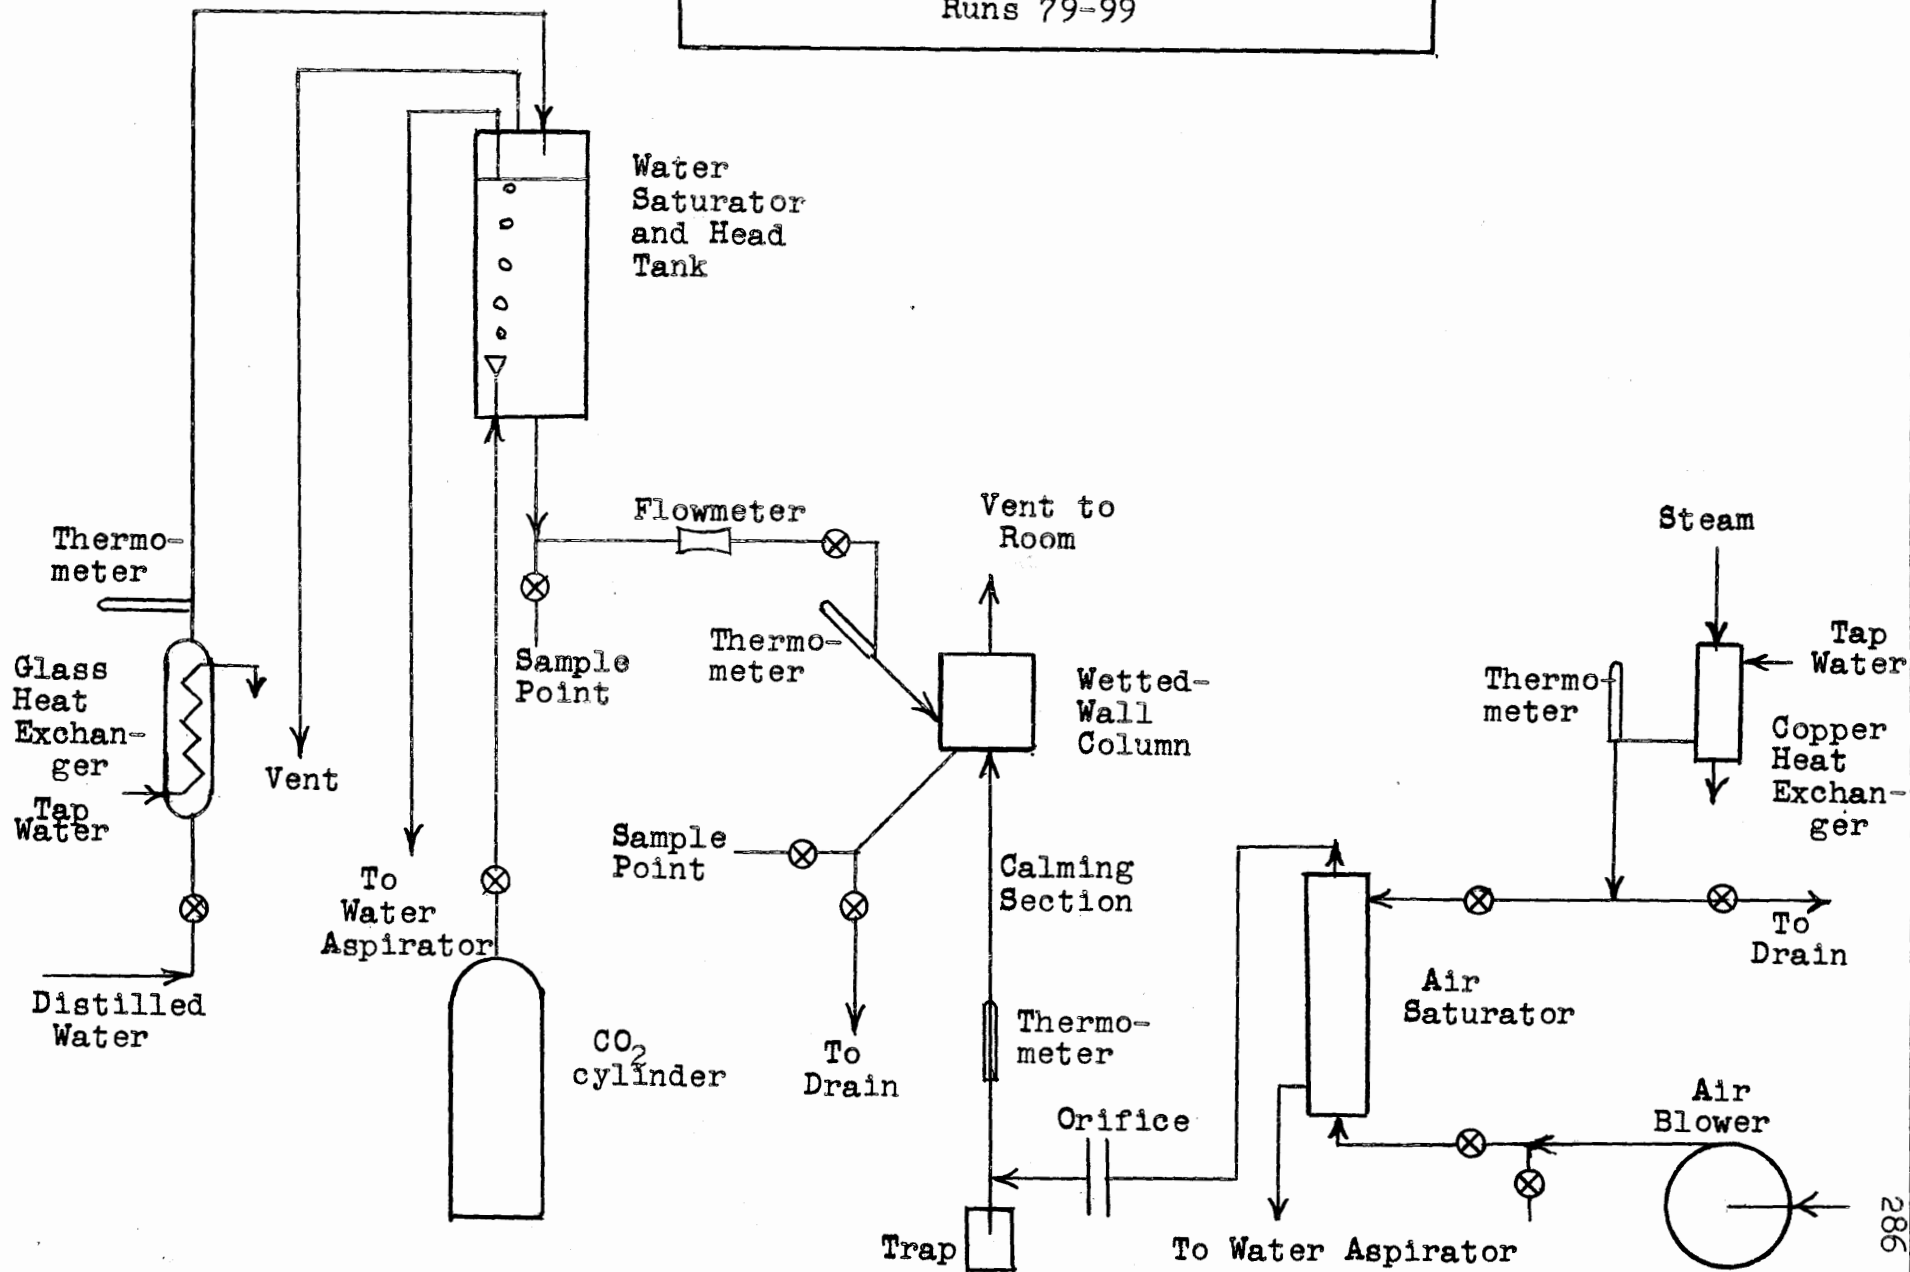 Runs 79-99
Water
Saturator
and Head
Tank
Flowmeter
Vent to
Room
Steam
Thermo-
meter
Glass
Heat
Exchan-
ger
Tap
Water
Vent
Sample
Point
Thermo-
meter
Wetted-
Wall
Column
Thermo-
meter
Tap
Water
Copper
Heat
Exchan-
ger
To
Water
Aspirator
Sample
Point
Calming
Section
To
Drain
Distilled
Water
CO2
cylinder
To
Drain
Thermo-
meter
Air
Saturator
Orifice
Air
Blower
Trap
To Water Aspirator
286